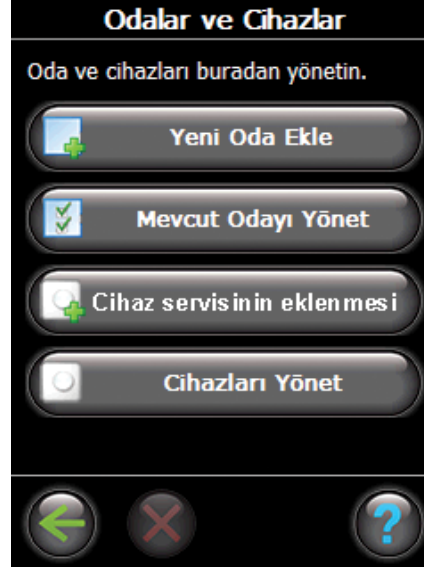 Odalar ve Cihazlar
Oda ve cihazları buradan yönetin.
Yeni Oda Ekle
Mevcut Odayı Yönet
Cihaz servisinin eklenmesi
Cihazları Yönet
?